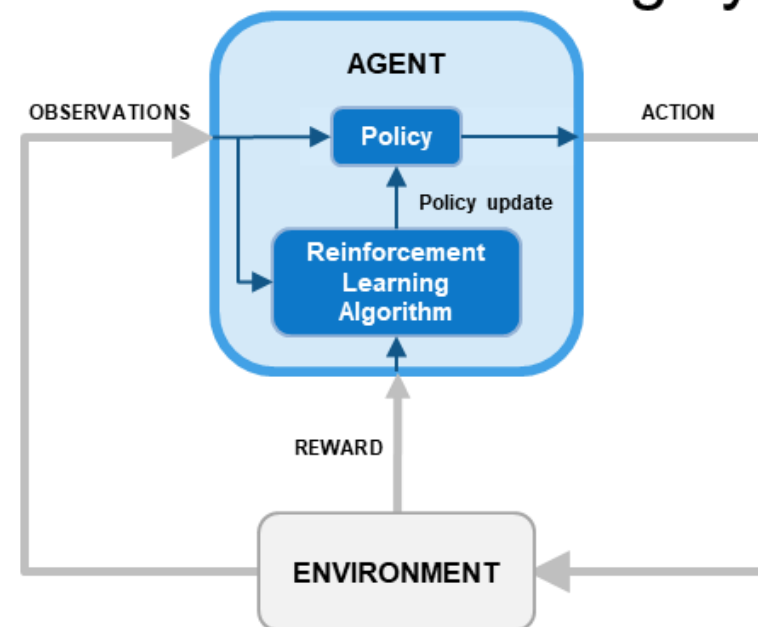 AGENT
OBSERVATIONS
ACTION
Policy
Policy update
Reinforcement
Learning
Algorithm
REWARD
ENVIRONMENT